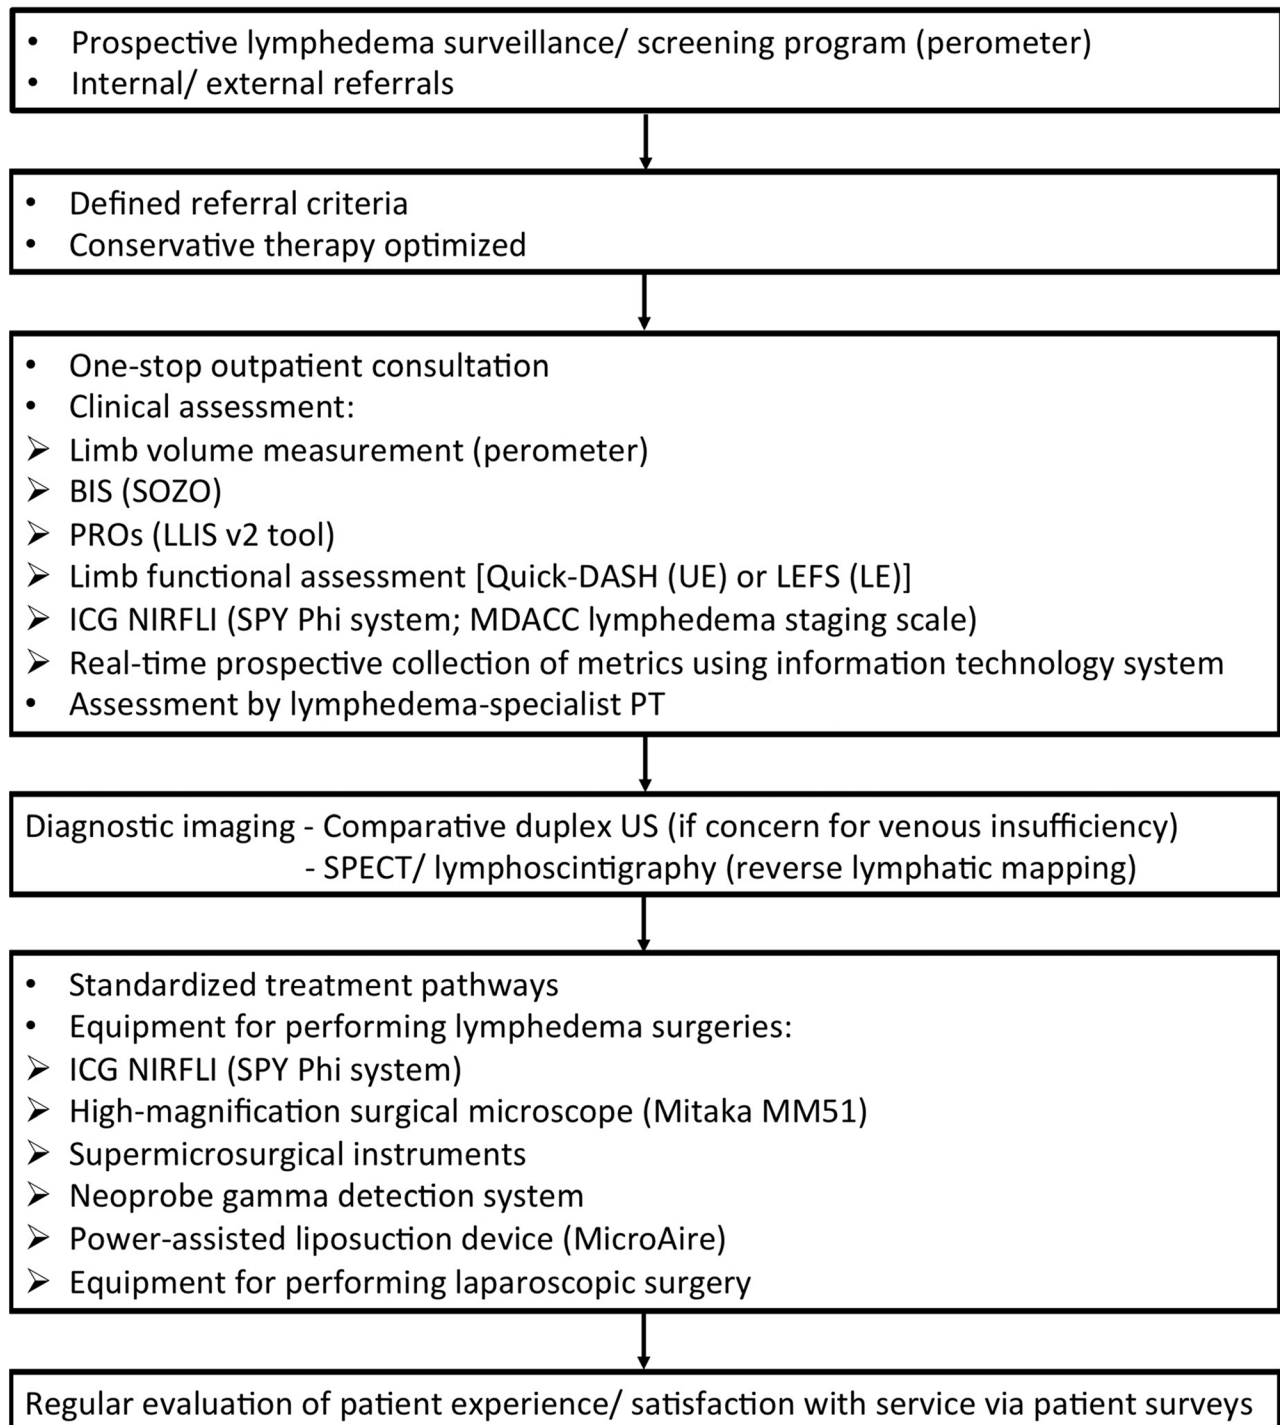 • Prospective lymphedema surveillance/ screening program (perometer)
• Internal/ external referrals
• Defined referral criteria
• Conservative therapy optimized
• One-stop outpatient consultation
• Clinical assessment:
➢ Limb volume measurement (perometer)
➢ BIS (SOZO)
➢ PROs (LLIS v2 tool)
➢ Limb functional assessment [Quick-DASH (UE) or LEFS (LE)]
➢ ICG NIRFLI (SPY Phi system; MDACC lymphedema staging scale)
➢ Real-time prospective collection of metrics using information technology system
• Assessment by lymphedema-specialist PT
Diagnostic imaging - Comparative duplex US (if concern for venous insufficiency)
- SPECT/ lymphoscintigraphy (reverse lymphatic mapping)
• Standardized treatment pathways
• Equipment for performing lymphedema surgeries:
➢ ICG NIRFLI (SPY Phi system)
➢ High-magnification surgical microscope (Mitaka MM51)
➢ Supermicrosurgical instruments
➢ Neoprobe gamma detection system
➢ Power-assisted liposuction device (MicroAire)
➢ Equipment for performing laparoscopic surgery
Regular evaluation of patient experience/ satisfaction with service via patient surveys